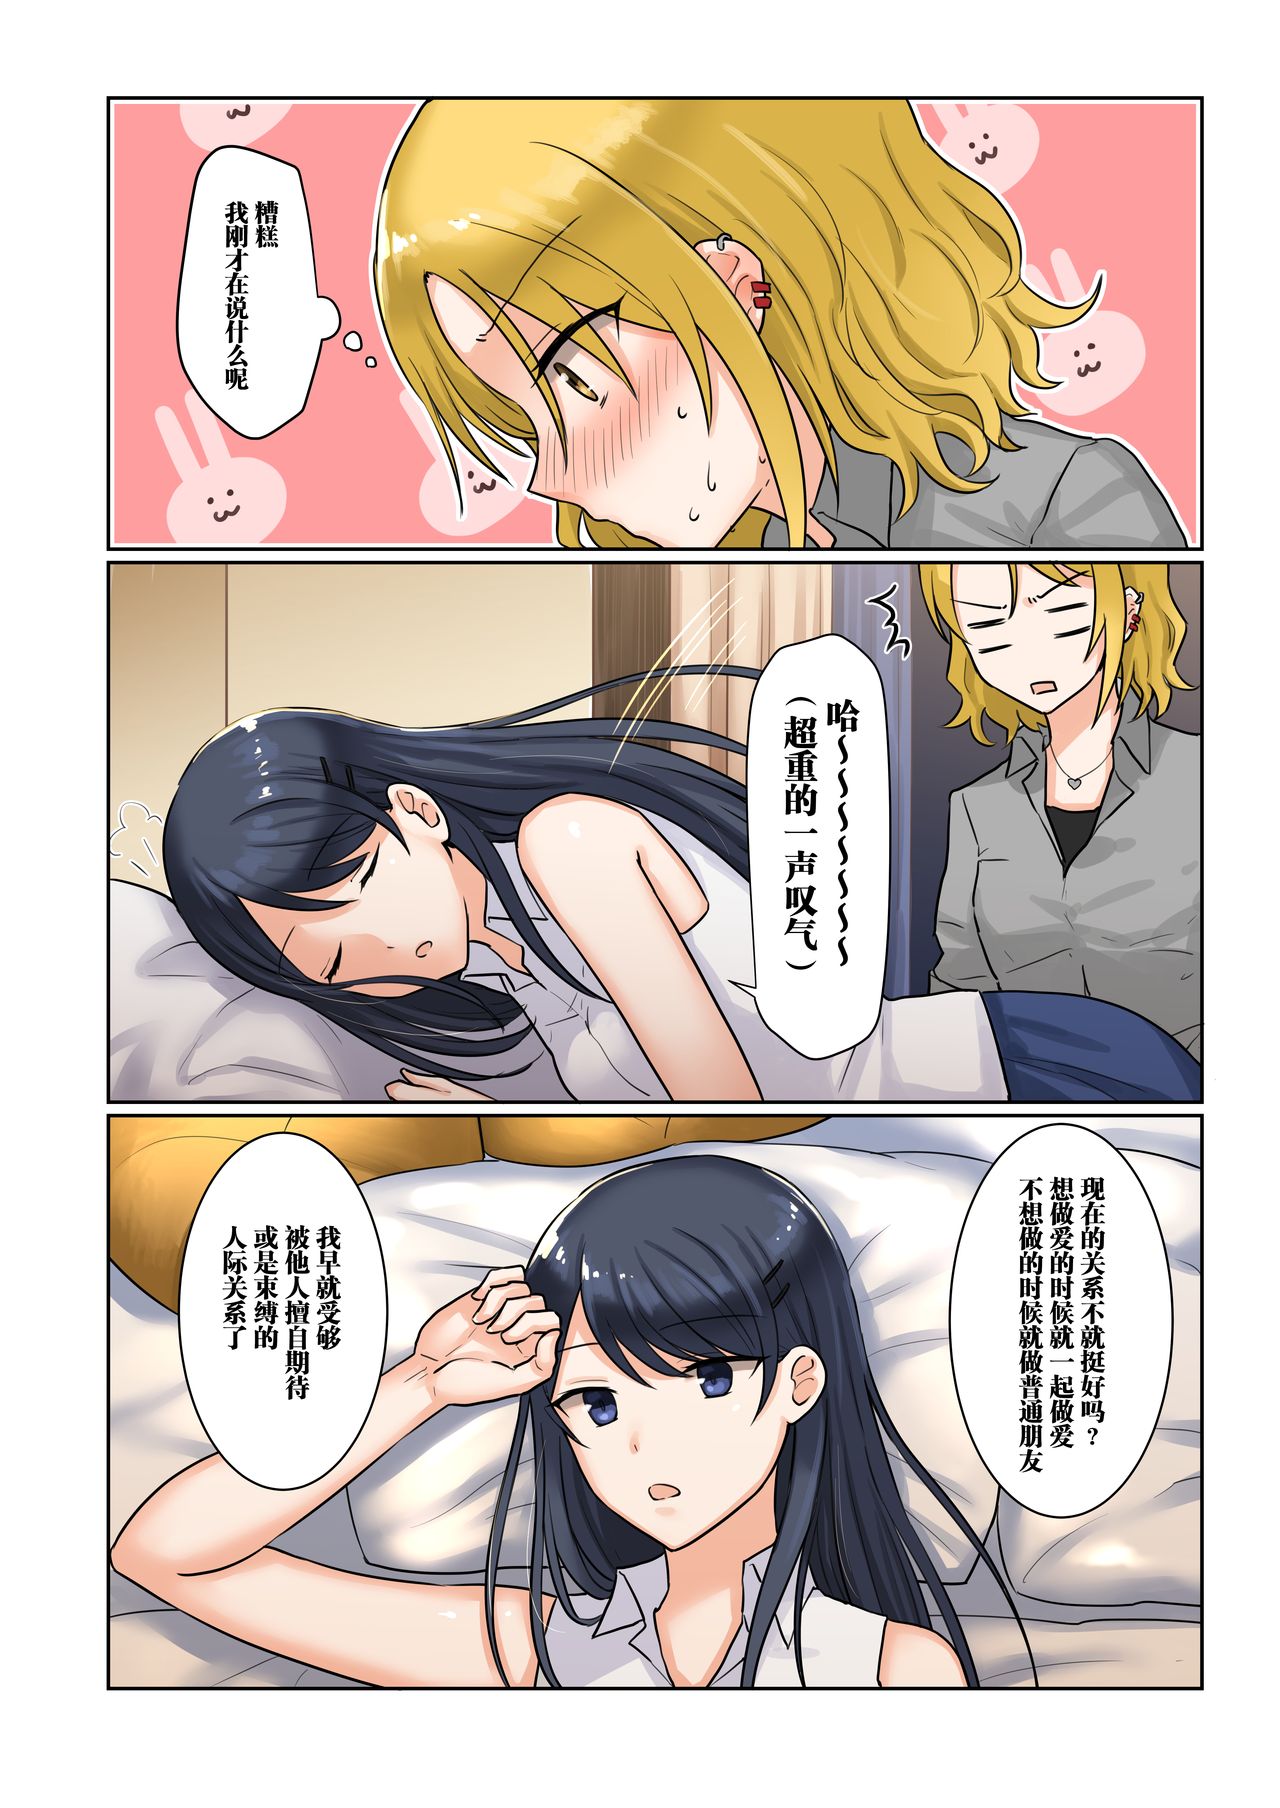 糟糕
我刚才在说什么呢
哈～～～～～～～
（超重的一声叹气）
现在的关系不就挺好吗？
想做爱的时候就一起做爱
不想做的时候就做普通朋友
我早就受够
被他人擅自期待
或是束缚的
人际关系了